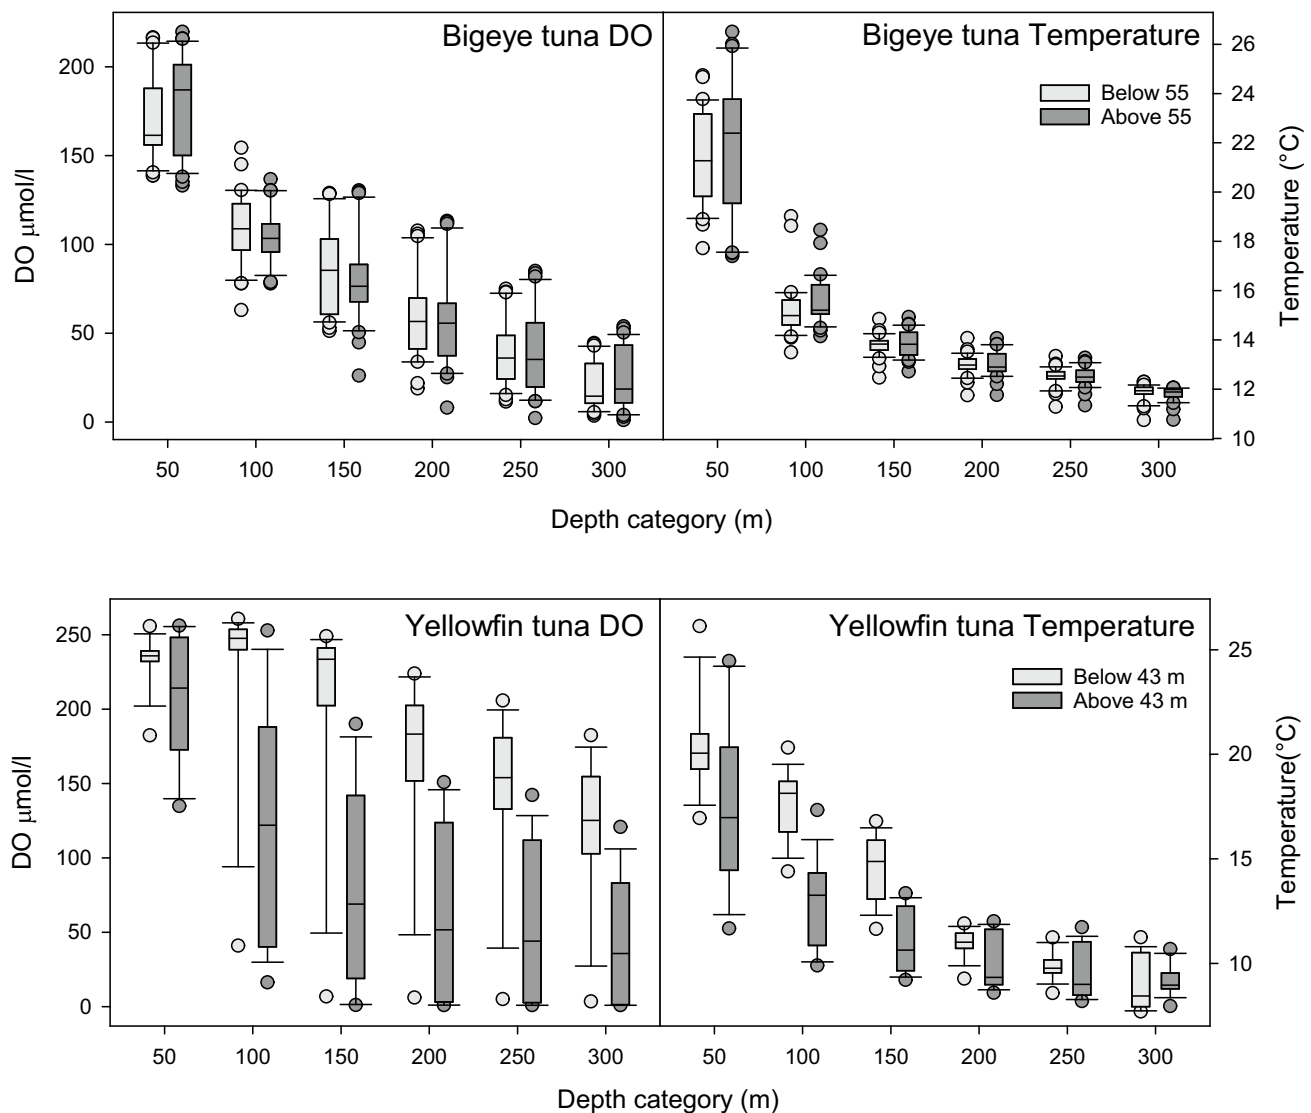 Bigeye tuna DO
Bigeye tuna Temperature
Below 55
Above 55
DO μmol/l
200
150
100
50
0
26
24
22
20
18
16
14
12
10
Temperature (°C)
50 100 150 200 250 300
50 100 150 200 250 300
Depth category (m)
Yellowfin tuna DO
Yellowfin tuna Temperature
Below 43 m
Above 43 m
DO μmol/l
250
200
150
100
50
0
25
20
15
10
Temperature(°C)
50 100 150 200 250 300
50 100 150 200 250 300
Depth category (m)